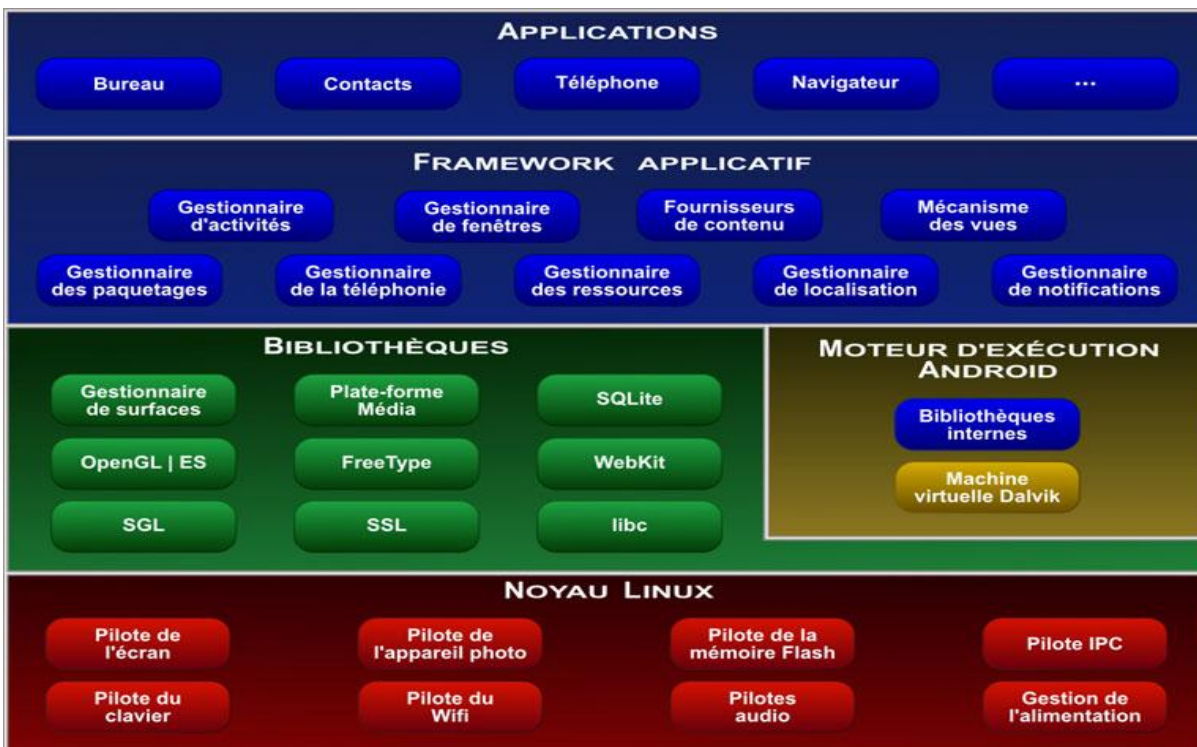 APPLICATIONS
Bureau
Contacts
Téléphone
Navigateur
...
FRAMEWORK APPLICATIF
Gestionnaire
d'activités
Gestionnaire
de fenêtres
Fournisseurs
de contenu
Mécanisme
des vues
Gestionnaire
des paquetages
Gestionnaire
de la téléphonie
Gestionnaire
des ressources
Gestionnaire
de localisation
Gestionnaire
de notifications
BIBLIOTHÈQUES
Gestionnaire
de surfaces
Plate-forme
Média
SQLite
OpenGL | ES
FreeType
WebKit
SGL
SSL
libc
MOTEUR D'EXÉCUTION
ANDROID
Bibliothèques
internes
Machine
virtuelle Dalvik
NOYAU LINUX
Pilote de
l'écran
Pilote de
l'appareil photo
Pilote de la
mémoire Flash
Pilote IPC
Pilote du
clavier
Pilote du
Wifi
Pilotes
audio
Gestion de
l'alimentation